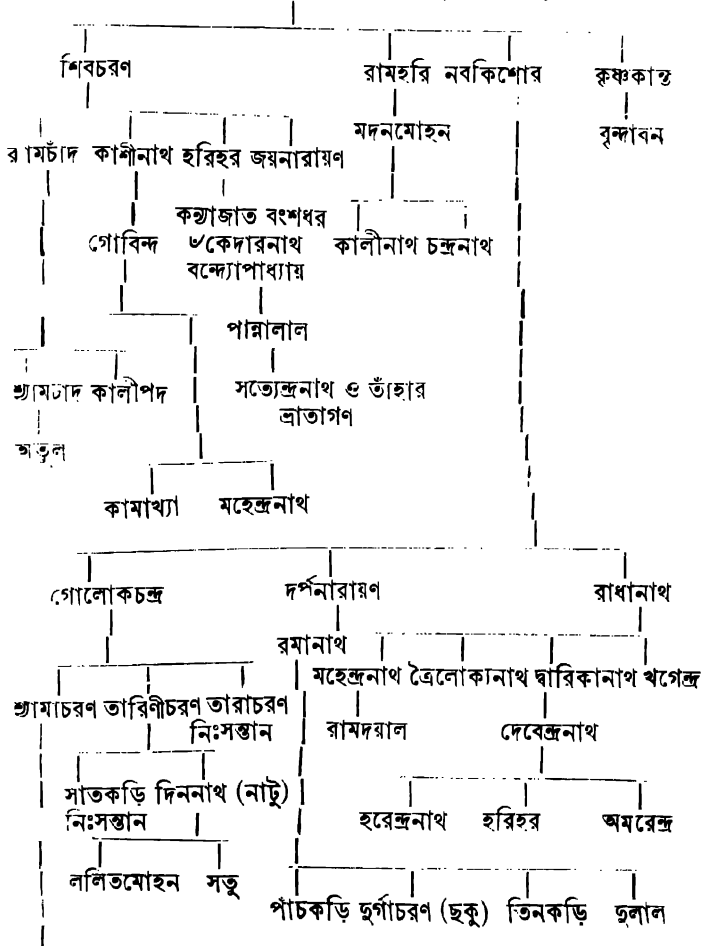 শিবচরণ রামহরি নবকিশোর কৃষ্ণকান্ত
মদনমোহন বৃন্দাবন
রামচাঁদ কাশীনাথ হরিহর জয়নারায়ণ
কন্যাজাত বংশধর
গোবিন্দ ৺কেদারনাথ কালীনাথ চন্দ্রনাথ
বন্দ্যোপাধ্যায়
পান্নালাল
শ্যামচাঁদ কালীপদ সত্যেন্দ্রনাথ ও তাঁহার
ভ্রাতাগণ
অতুল
কামাখ্যা মহেন্দ্রনাথ
গোলোকচন্দ্র দর্পনারায়ণ রাধানাথ
রমানাথ
মহেন্দ্রনাথ ত্রৈলোক্যনাথ দ্বারিকানাথ খগেন্দ্র
শ্যামাচরণ তারিণীচরণ তারাচরণ
নিঃসন্তান রামদয়াল দেবেন্দ্রনাথ
সাতকড়ি দিননাথ (নাটু)
নিঃসন্তান হরেন্দ্রনাথ হরিহর অমরেন্দ্র
ললিতমোহন সতু
পাঁচকড়ি দুর্গাচরণ (ছকু) তিনকড়ি দুলাল